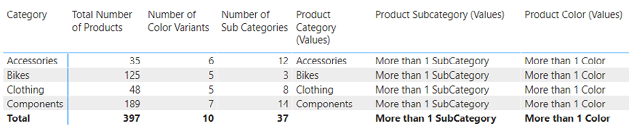 Category Total Number of Products Number of Color Variants Number of Sub Categories Product Category (Values) Product Subcategory (Values) Product Color (Values)
Accessories 35 6 12 Accessories More than 1 SubCategory More than 1 Color
Bikes 125 5 3 Bikes More than 1 SubCategory More than 1 Color
Clothing 48 5 8 Clothing More than 1 SubCategory More than 1 Color
Components 189 7 14 Components More than 1 SubCategory More than 1 Color
Total 397 10 37 More than 1 SubCategory More than 1 Color